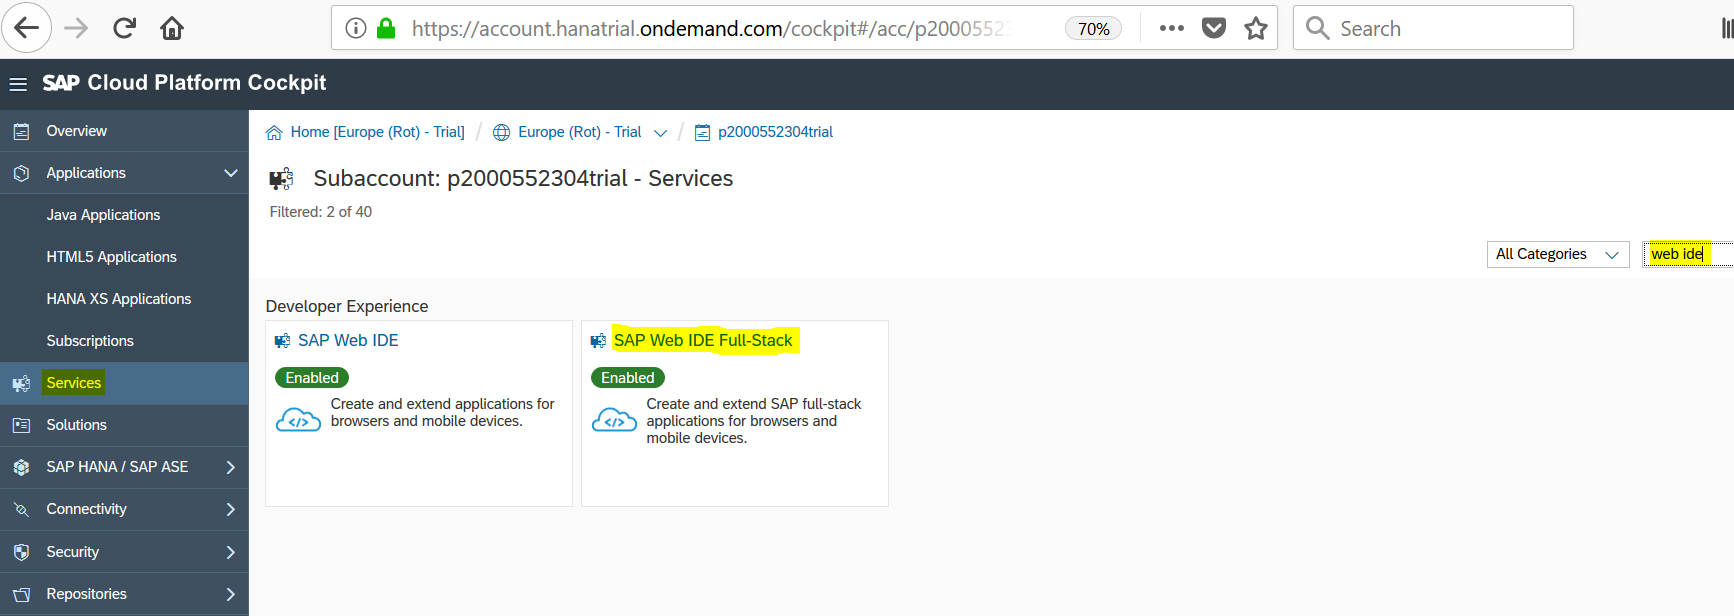 https://account.hanatrial.ondemand.com/cockpit#/acc/p20005523
70%
Search
SAP Cloud Platform Cockpit
Overview
Applications
Java Applications
HTML5 Applications
HANA XS Applications
Subscriptions
Services
Solutions
SAP HANA / SAP ASE
Connectivity
Security
Repositories
Home [Europe (Rot) - Trial] / Europe (Rot) - Trial / p2000552304trial
Subaccount: p2000552304trial - Services
Filtered: 2 of 40
All Categories
web ide
Developer Experience
SAP Web IDE
Enabled
Create and extend applications for
browsers and mobile devices.
SAP Web IDE Full-Stack
Enabled
Create and extend SAP full-stack
applications for browsers and
mobile devices.